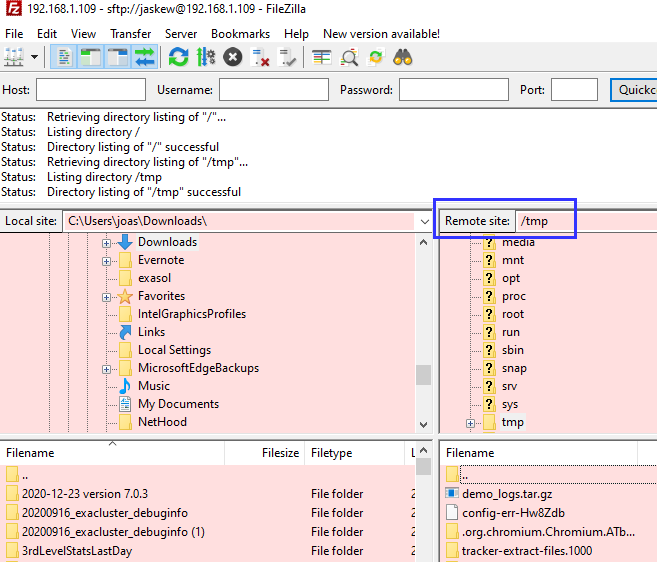 192.168.1.109 - sftp://jaskew@192.168.1.109 - FileZilla
File Edit View Transfer Server Bookmarks Help New version available!
Host: Username: Password: Port: Quickc
Status: Retrieving directory listing of "/"...
Status: Listing directory /
Status: Directory listing of "/" successful
Status: Retrieving directory listing of "/tmp"...
Status: Listing directory /tmp
Status: Directory listing of "/tmp" successful
Local site: C:\Users\joas\Downloads\
Downloads
Evernote
exasol
Favorites
IntelGraphicsProfiles
Links
Local Settings
MicrosoftEdgeBackups
Music
My Documents
NetHood
Remote site: /tmp
media
mnt
opt
proc
root
run
sbin
snap
srv
sys
tmp
Filename Filesize Filetype L
..
2020-12-23 version 7.0.3 File folder 2
20200916_exacluster_debuginfo File folder 2
20200916_exacluster_debuginfo (1) File folder 2
3rdLevelStatsLastDay File folder 2
Filename
..
demo_logs.tar.gz
config-err-Hw8Zdb
.org.chromium.Chromium.ATb...
tracker-extract-files.1000